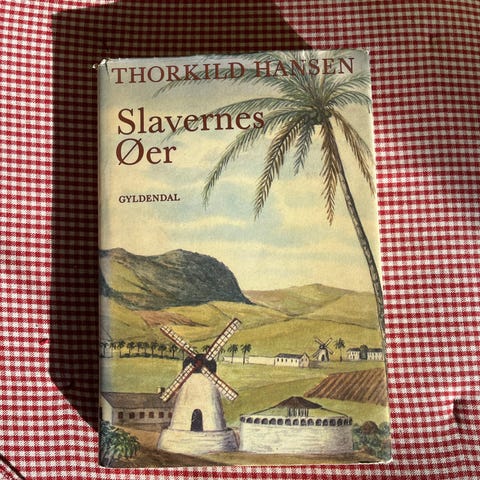 THORKILD HANSEN
Slavernes
Øer
GYLDENDAL